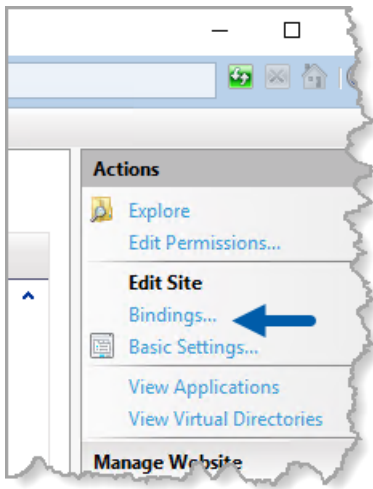 Actions
Explore
Edit Permissions...
Edit Site
Bindings...
Basic Settings...
View Applications
View Virtual Directories
Manage Website